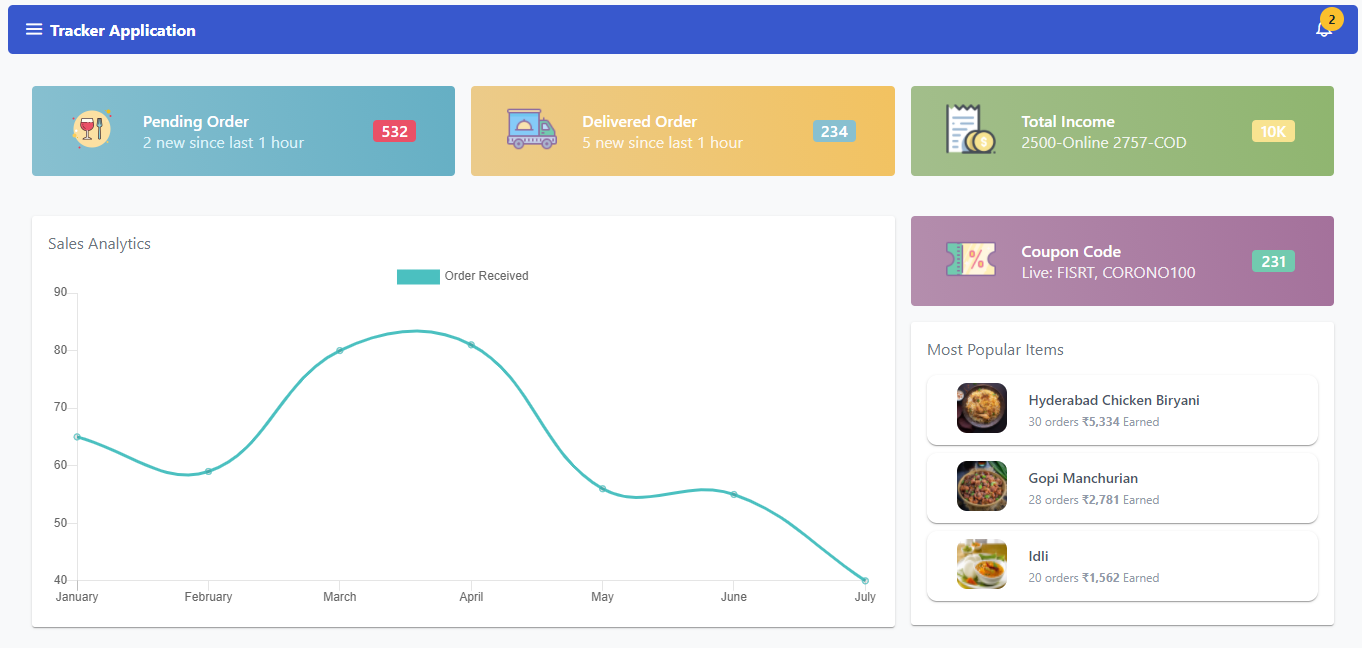 Tracker Application
2
Pending Order
2 new since last 1 hour
532
Delivered Order
5 new since last 1 hour
234
Total Income
2500-Online 2757-COD
10K
Sales Analytics
Order Received
90
80
70
60
50
40
January February March April May June July
Coupon Code
Live: FISRT, CORONO100
231
Most Popular Items
Hyderabad Chicken Biryani
30 orders ₹5,334 Earned
Gopi Manchurian
28 orders ₹2,781 Earned
Idli
20 orders ₹1,562 Earned